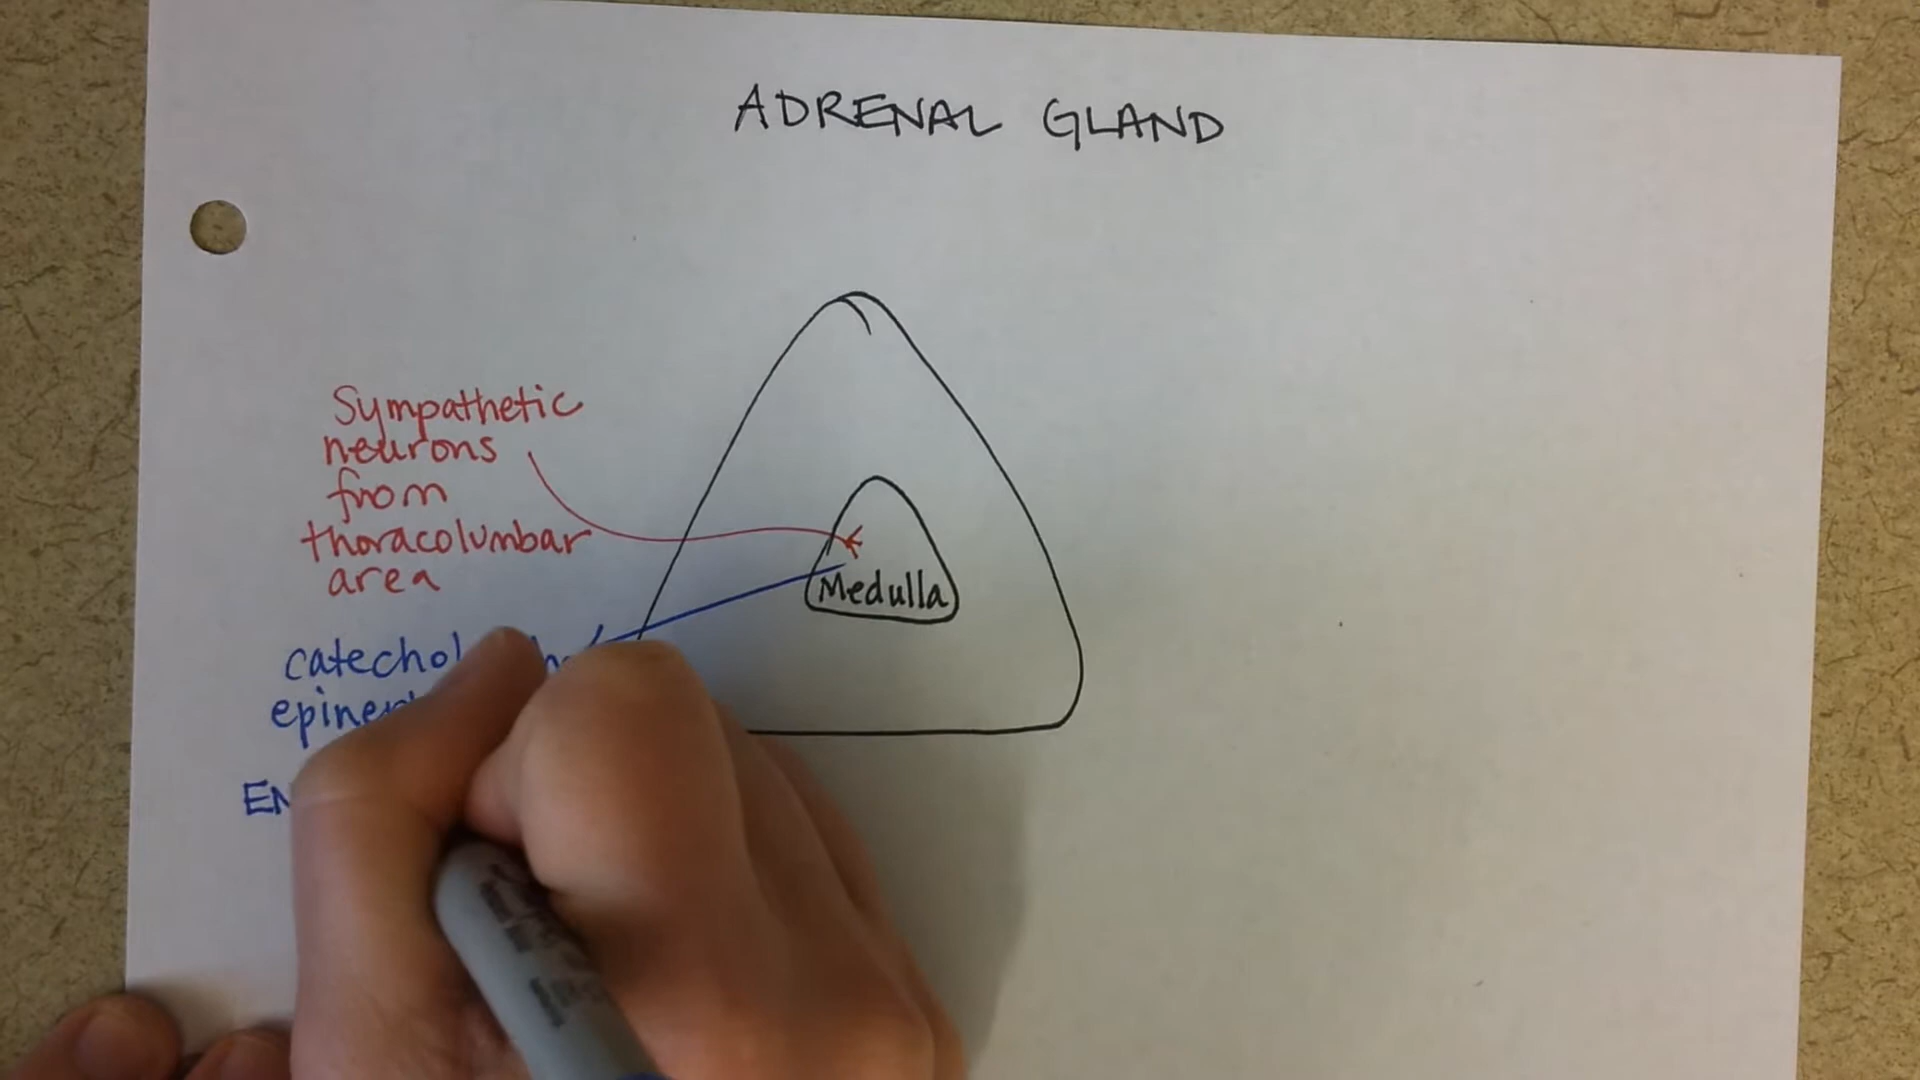 ADRENAL GLAND
Sympathetic
neurons
from
thoracolumbar
area
Medulla